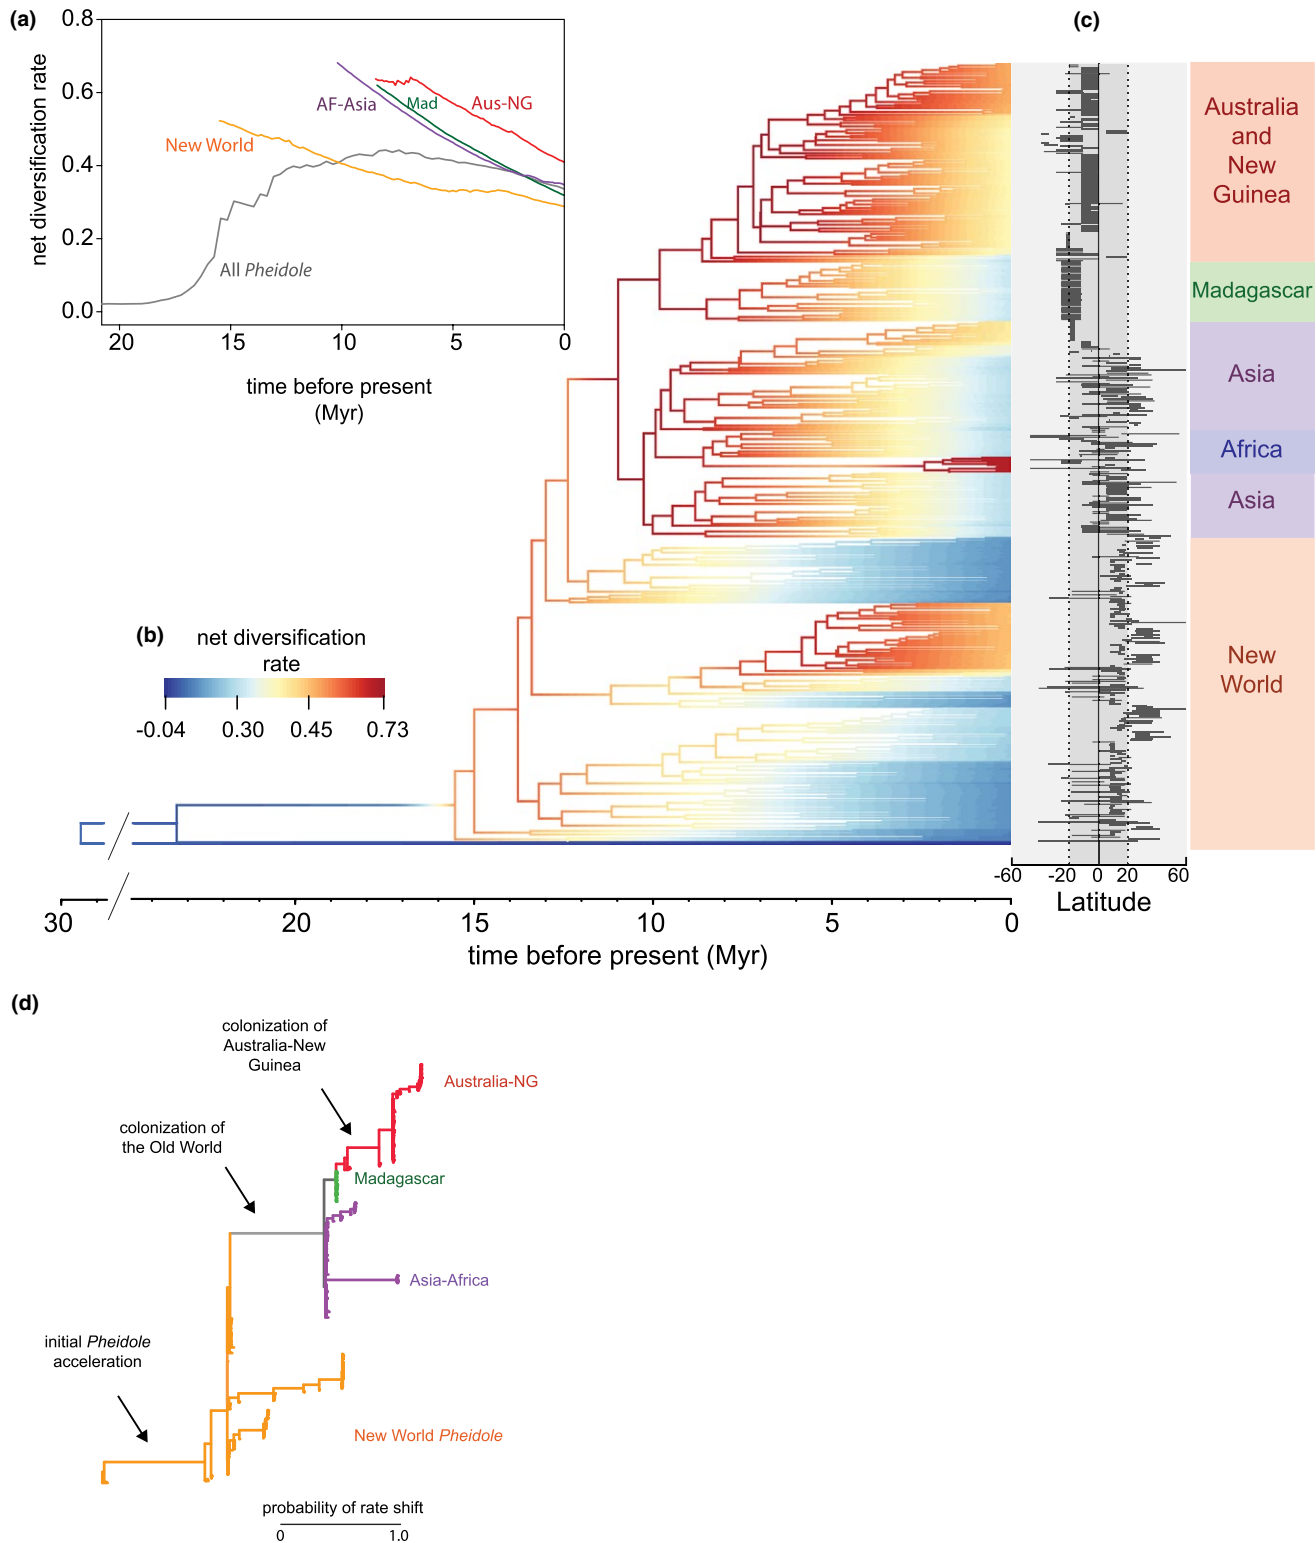 (a)
0.8
0.6
0.4
0.2
0.0
net diversification rate
AF-Asia
Mad
Aus-NG
New World
All Pheidole
20
15
10
5
0
time before present
(Myr)
(b)
net diversification
rate
-0.04
0.30
0.45
0.73
30
20
15
10
5
0
time before present (Myr)
(c)
Australia
and
New
Guinea
Madagascar
Asia
Africa
Asia
New
World
-60
-20
0
20
60
Latitude
(d)
colonization of
Australia-New
Guinea
Australia-NG
colonization of
the Old World
Madagascar
Asia-Africa
initial Pheidole
acceleration
New World Pheidole
probability of rate shift
0
1.0